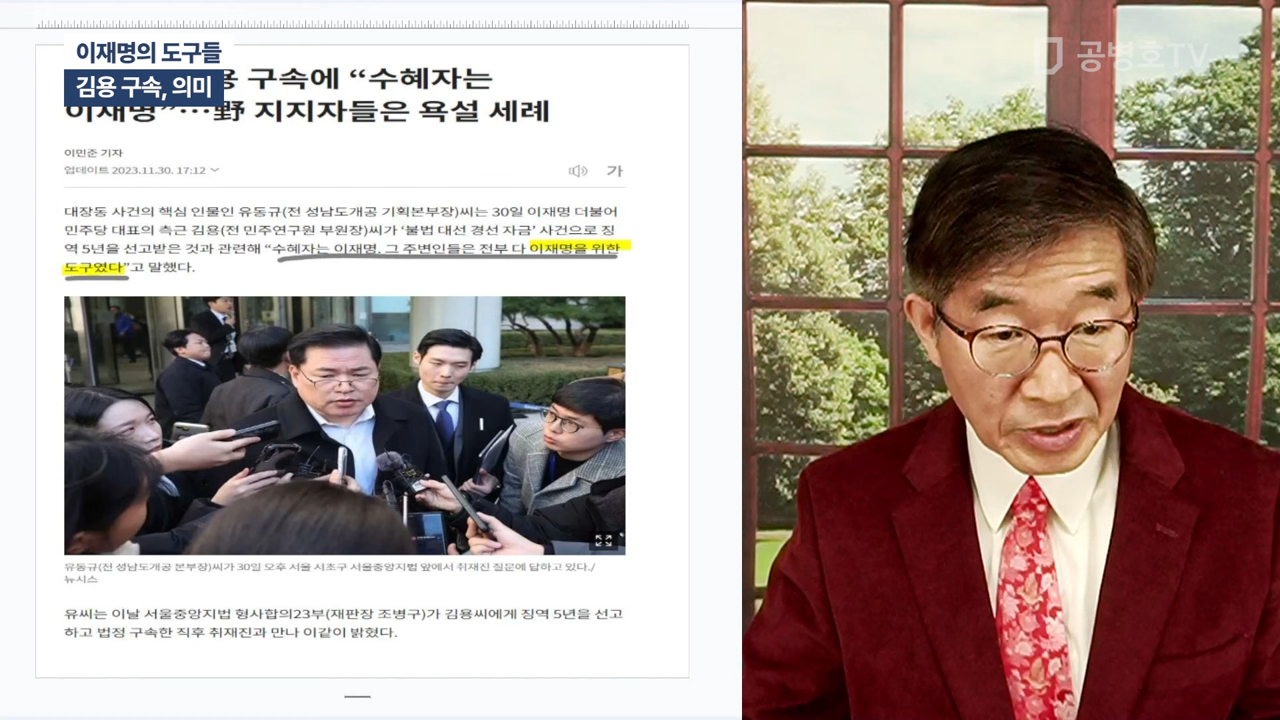 이재명의 도구들
김용 구속, 의미
공병호TV
용 구속에 “수혜자는
이재명”…野 지지자들은 욕설 세례
이민준 기자
업데이트 2023.11.30. 17:12
가
대장동 사건의 핵심 인물인 유동규(전 성남도개공 기획본부장)씨는 30일 이재명 더불어
민주당 대표의 측근 김용(전 민주연구원 부원장)씨가 ‘불법 대선 경선 자금’ 사건으로 징
역 5년을 선고받은 것과 관련해 “수혜자는 이재명, 그 주변인들은 전부 다 이재명을 위한
도구였다”고 말했다.
유동규(전 성남도개공 본부장)씨가 30일 오후 서울 서초구 서울중앙지법 앞에서 취재진 질문에 답하고 있다./
뉴시스
유씨는 이날 서울중앙지법 형사합의23부(재판장 조병구)가 김용씨에게 징역 5년을 선고
하고 법정 구속한 직후 취재진과 만나 이같이 밝혔다.